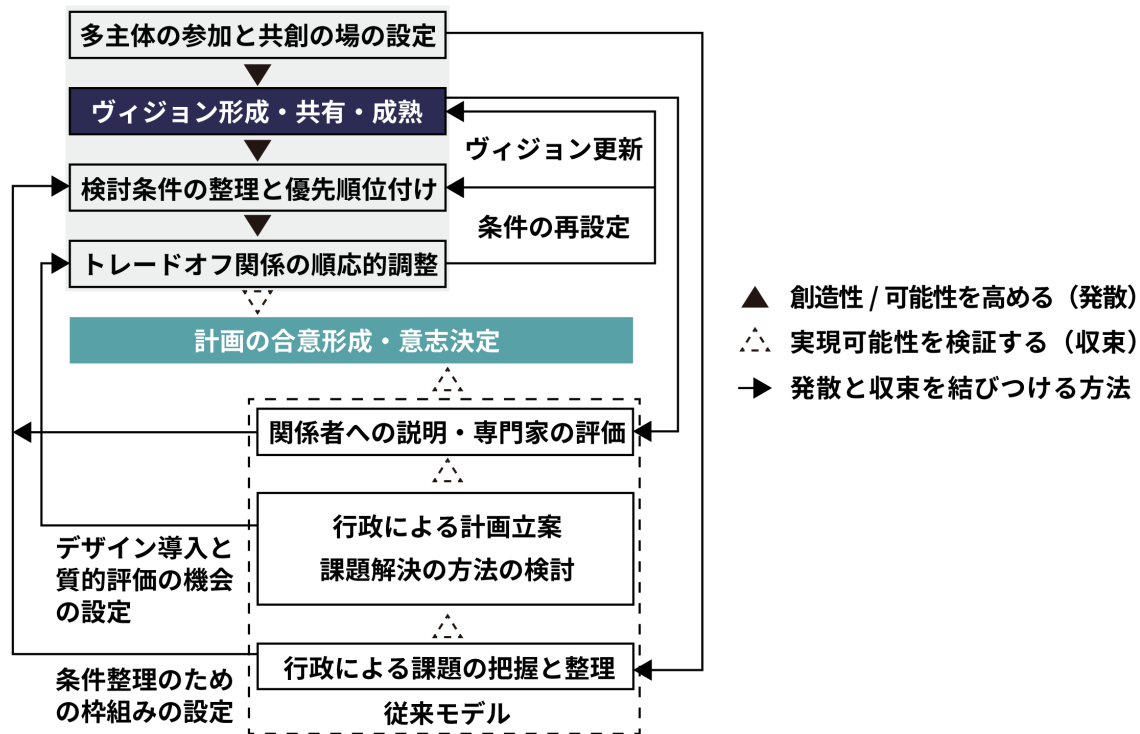 多主体の参加と共創の場の設定
ヴィジョン形成・共有・成熟
ヴィジョン更新
検討条件の整理と優先順位付け
条件の再設定
トレードオフ関係の順応的調整
計画の合意形成・意志決定
関係者への説明・専門家の評価
行政による計画立案
課題解決の方法の検討
デザイン導入と
質的評価の機会
の設定
行政による課題の把握と整理
条件整理のため
の枠組みの設定
従来モデル
創造性 / 可能性を高める（発散）
実現可能性を検証する（収束）
発散と収束を結びつける方法